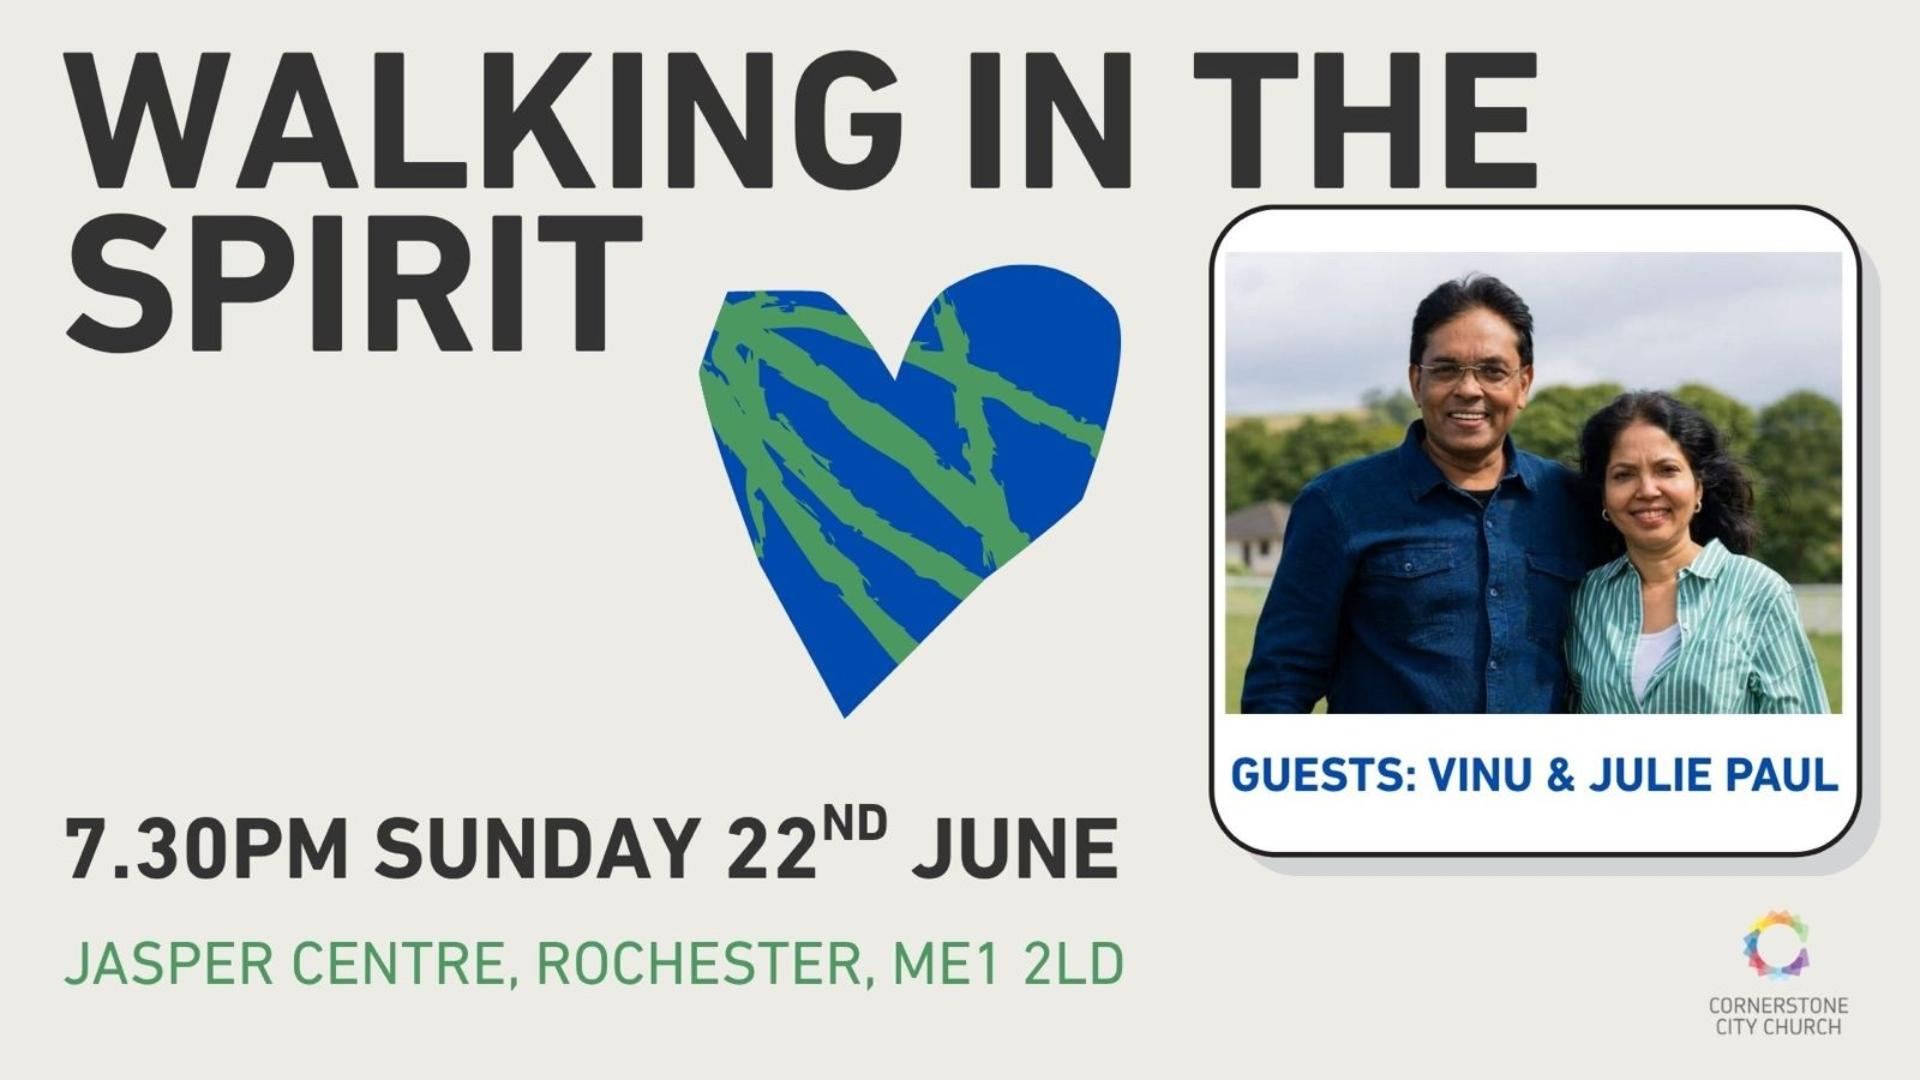 WALKING IN THE
SPIRIT
GUESTS: VINU & JULIE PAUL
7.30PM SUNDAY 22ND JUNE
JASPER CENTRE, ROCHESTER, ME1 2LD
CORNERSTONE
CITY CHURCH